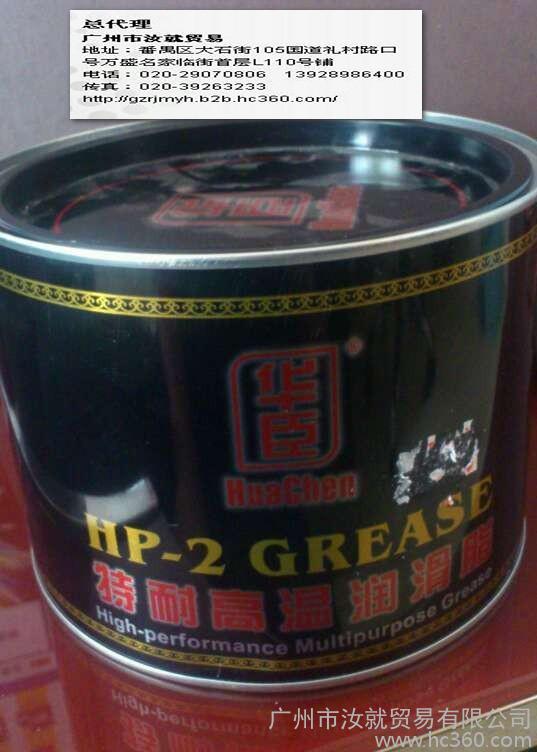 总代理
广州市汝就贸易
地址：番禺区大石街105国道礼村路口
号万盛名家临街首层L110号铺
电话：020-29070806 13928986400
传真：020-39263233
http://gzrjmyh.b2b.hc360.com/
华臣
®
HuaChen
HP-2 GREASE
特耐高温润滑脂
High-performance Multipurpose Grease
广州市汝就贸易有限公司
www.hc360.com/